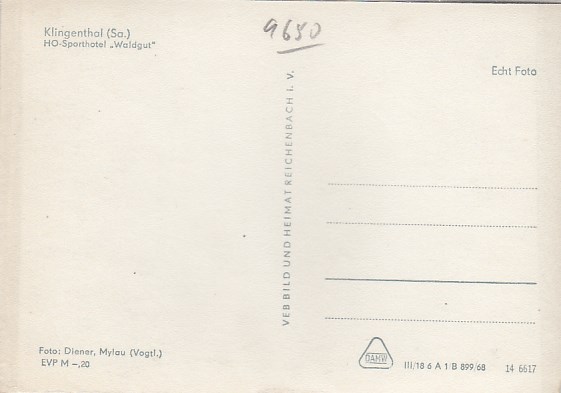 9650
Klingenthal (Sa.)
HO-Sporthotel „Waldgut"
Echt Foto
VEB BILD UND HEIMAT REICHENBACH i. V.
Foto: Diener, Mylau (Vogtl.)
EVP M –,20
DAMW
III/18 6 A 1/B 899/68
14 6617